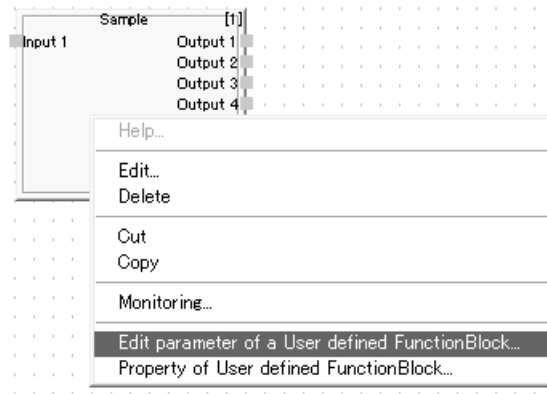 Sample [1]
Input 1 Output 1
Output 2
Output 3
Output 4
Help...
Edit...
Delete
Cut
Copy
Monitoring...
Edit parameter of a User defined FunctionBlock...
Property of User defined FunctionBlock...